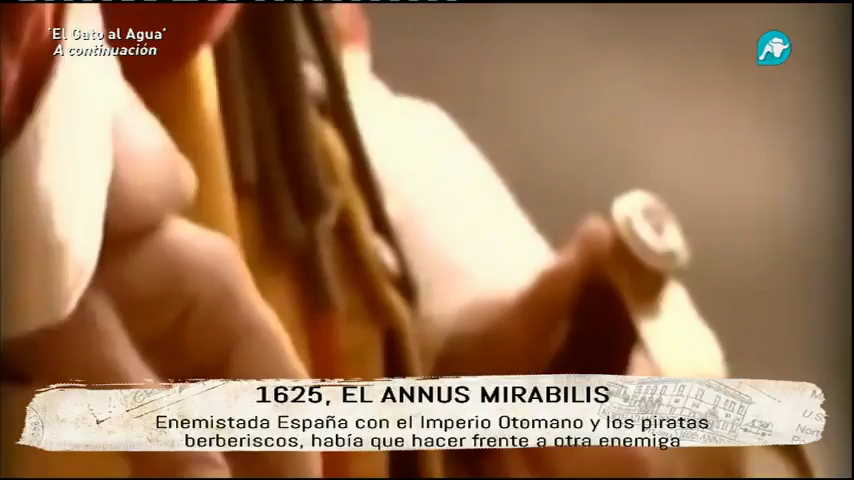 "El Gato al Agua"
A continuación
1625, EL ANNUS MIRABILIS
Enemistada España con el Imperio Otomano y los piratas
berberiscos, había que hacer frente a otra enemiga